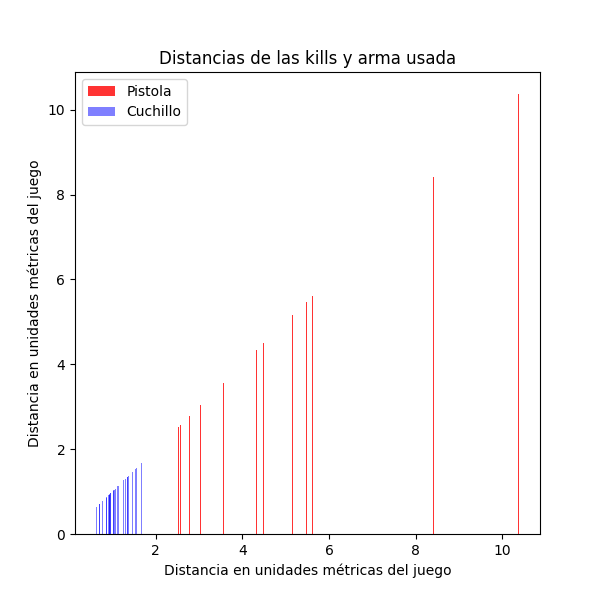 Distancias de las kills y arma usada
Pistola
Cuchillo
Distancia en unidades métricas del juego
10
8
6
4
2
0
2 4 6 8 10
Distancia en unidades métricas del juego